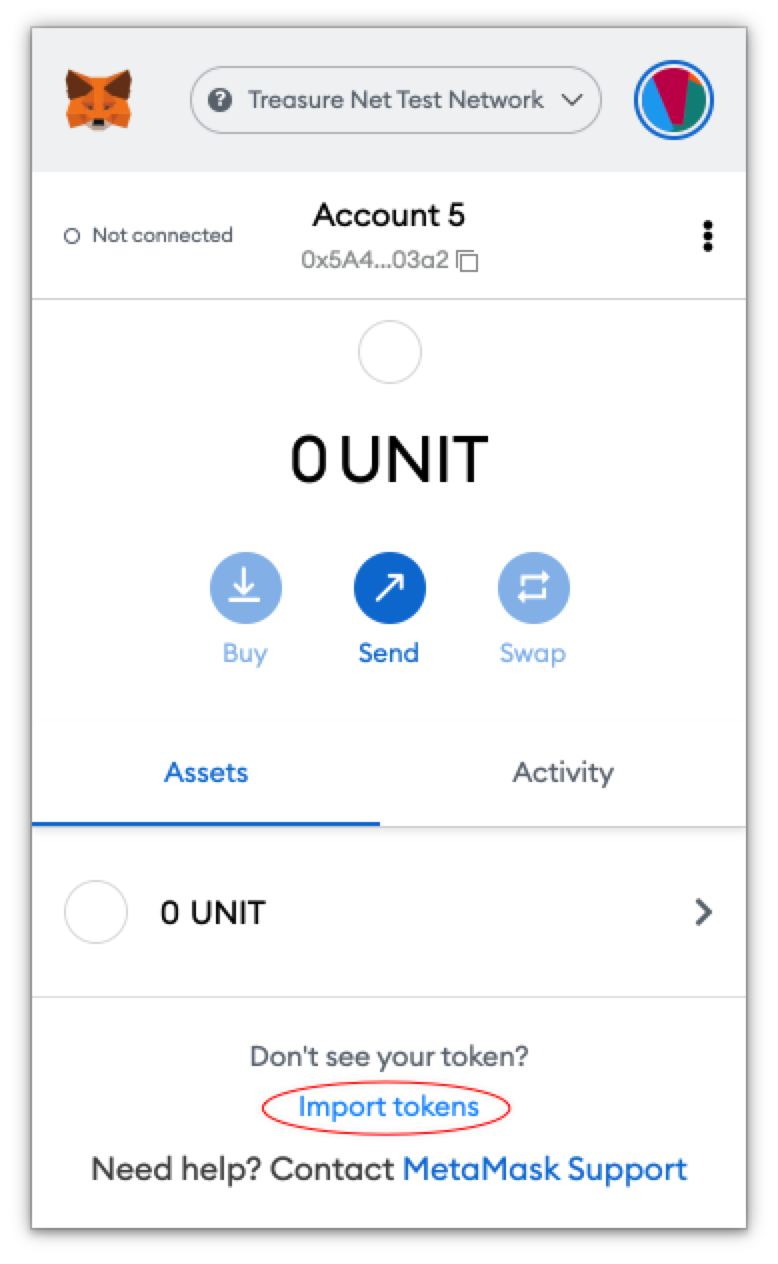 Treasure Net Test Network
Not connected
Account 5
0x5A4...03a2
0 UNIT
Buy
Send
Swap
Assets
Activity
0 UNIT
Don't see your token?
Import tokens
Need help? Contact MetaMask Support